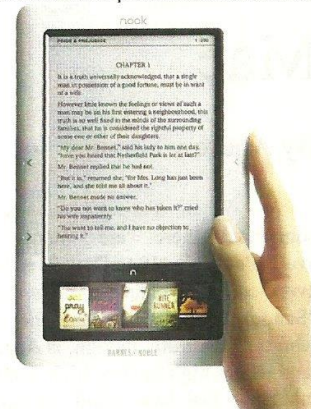 nook
PRIDE & PREJUDICE
CHAPTER 1
It is a truth universally acknowledged, that a single
man in possession of a good fortune, must be in want
of a wife.
However little known the feelings or views of such a
man may be on his first entering a neighbourhood, this
truth is so well fixed in the minds of the surrounding
families, that he is considered the rightful property of
some one or other of their daughters.
"My dear Mr. Bennet," said his lady to him one day,
"have you heard that Netherfield Park is let at last?"
Mr. Bennet replied that he had not.
"But it is," returned she; "for Mrs. Long has just been
here, and she told me all about it."
Mr. Bennet made no answer.
"Do you not want to know who has taken it?" cried
his wife impatiently.
"You want to tell me, and I have no objection to
hearing it."
pray
KITE
RUNNER
BARNES & NOBLE